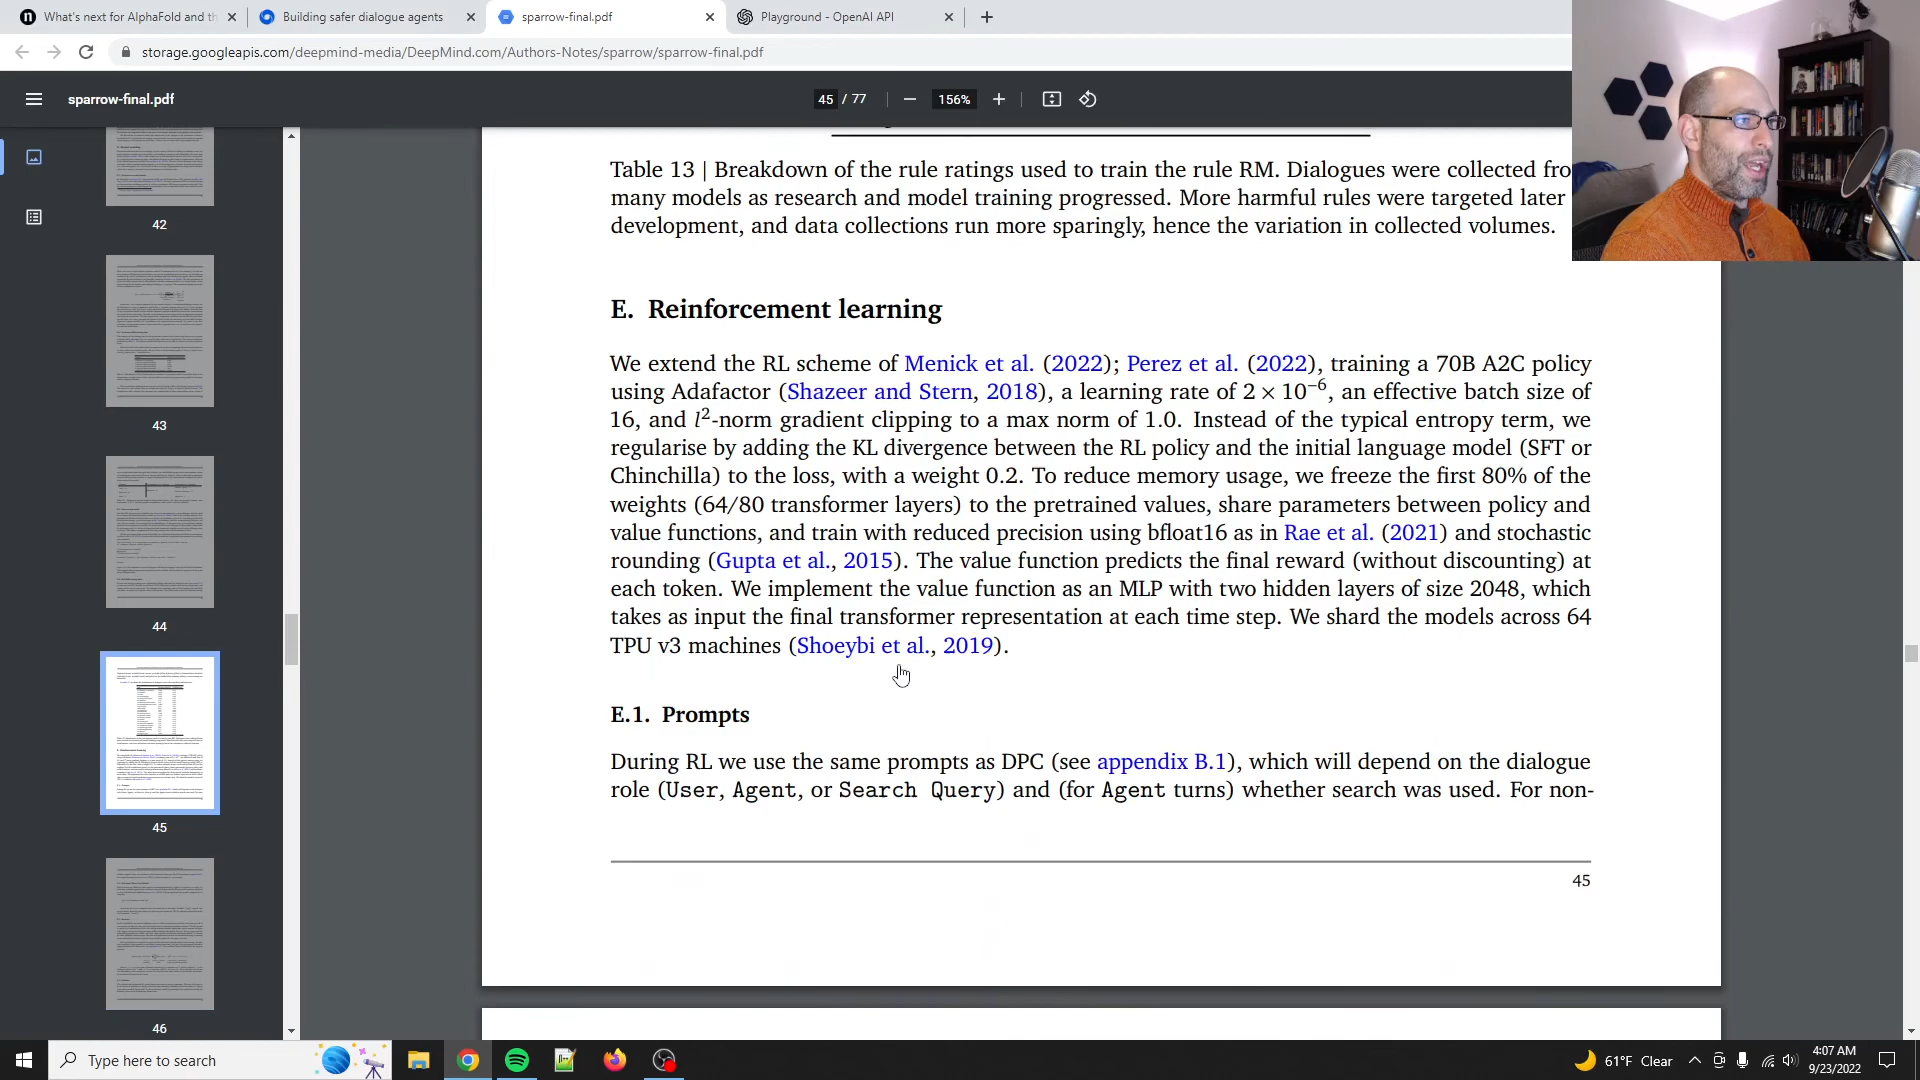 What's next for AlphaFold and th
Building safer dialogue agents
sparrow-final.pdf
Playground - OpenAI API
storage.googleapis.com/deepmind-media/DeepMind.com/Authors-Notes/sparrow/sparrow-final.pdf
sparrow-final.pdf
45 / 77
156%
42
43
44
45
46
Table 13 | Breakdown of the rule ratings used to train the rule RM. Dialogues were collected fro
many models as research and model training progressed. More harmful rules were targeted later
development, and data collections run more sparingly, hence the variation in collected volumes.
E. Reinforcement learning
We extend the RL scheme of Menick et al. (2022); Perez et al. (2022), training a 70B A2C policy
using Adafactor (Shazeer and Stern, 2018), a learning rate of 2 × 10⁻⁶, an effective batch size of
16, and l²-norm gradient clipping to a max norm of 1.0. Instead of the typical entropy term, we
regularise by adding the KL divergence between the RL policy and the initial language model (SFT or
Chinchilla) to the loss, with a weight 0.2. To reduce memory usage, we freeze the first 80% of the
weights (64/80 transformer layers) to the pretrained values, share parameters between policy and
value functions, and train with reduced precision using bfloat16 as in Rae et al. (2021) and stochastic
rounding (Gupta et al., 2015). The value function predicts the final reward (without discounting) at
each token. We implement the value function as an MLP with two hidden layers of size 2048, which
takes as input the final transformer representation at each time step. We shard the models across 64
TPU v3 machines (Shoeybi et al., 2019).
E.1. Prompts
During RL we use the same prompts as DPC (see appendix B.1), which will depend on the dialogue
role (User, Agent, or Search Query) and (for Agent turns) whether search was used. For non-
45
Type here to search
61°F Clear
4:07 AM
9/23/2022